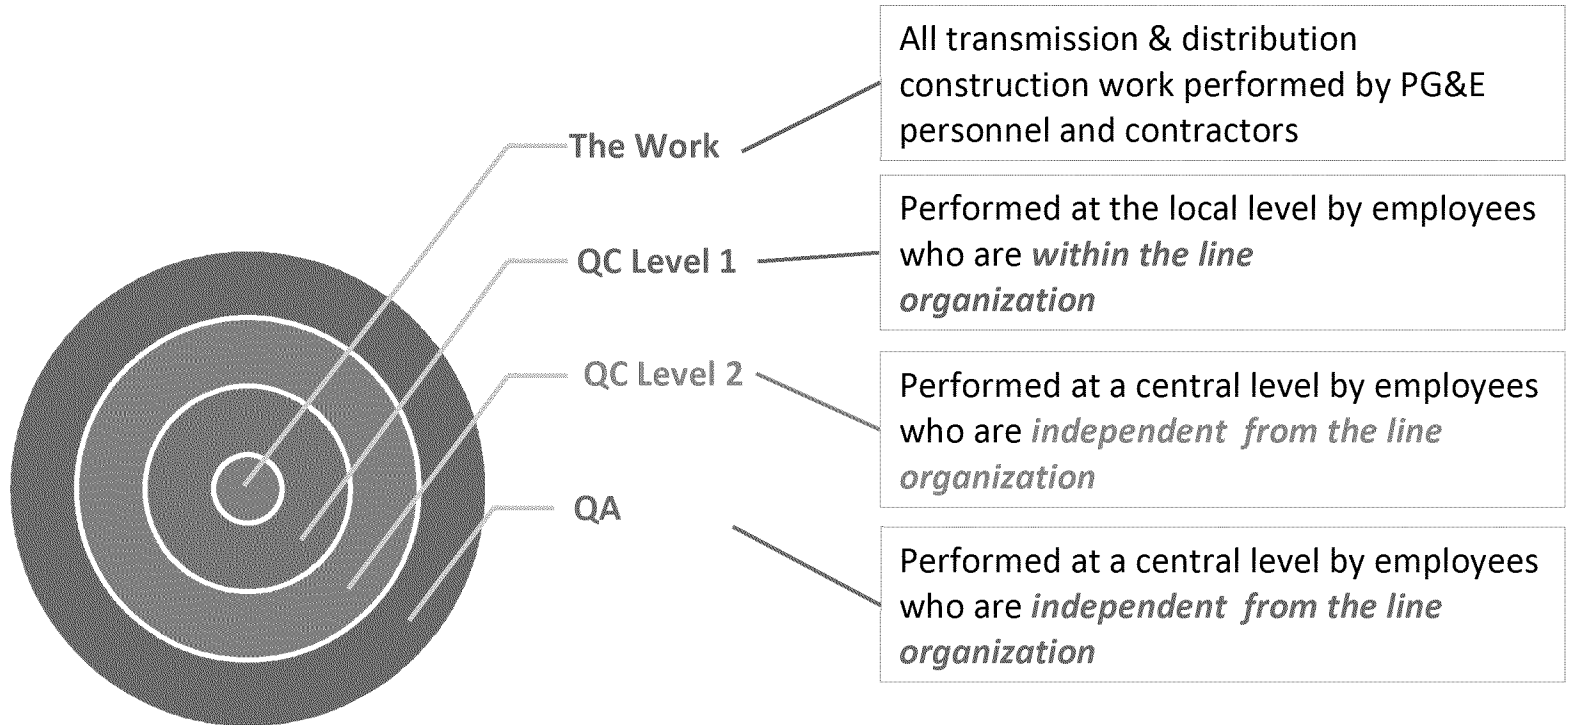 The Work
All transmission & distribution
construction work performed by PG&E
personnel and contractors
QC Level 1
Performed at the local level by employees
who are within the line
organization
QC Level 2
Performed at a central level by employees
who are independent from the line
organization
QA
Performed at a central level by employees
who are independent from the line
organization